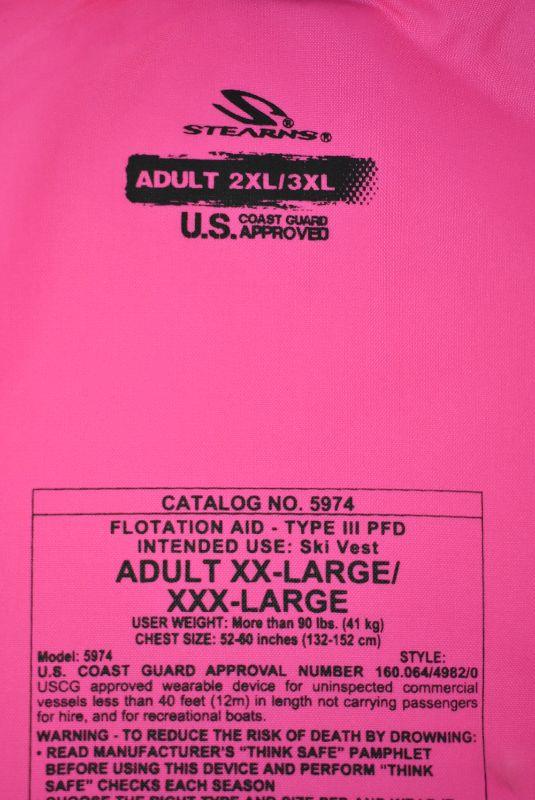 STEARNS®
ADULT 2XL/3XL
U.S. COAST GUARD APPROVED
CATALOG NO. 5974
FLOTATION AID - TYPE III PFD
INTENDED USE: Ski Vest
ADULT XX-LARGE/
XXX-LARGE
USER WEIGHT: More than 90 lbs. (41 kg)
CHEST SIZE: 52-60 inches (132-152 cm)
Model: 5974 STYLE:
U.S. COAST GUARD APPROVAL NUMBER 160.064/4982/0
USCG approved wearable device for uninspected commercial
vessels less than 40 feet (12m) in length not carrying passengers
for hire, and for recreational boats.
WARNING - TO REDUCE THE RISK OF DEATH BY DROWNING:
• READ MANUFACTURER'S "THINK SAFE" PAMPHLET
BEFORE USING THIS DEVICE AND PERFORM "THINK
SAFE" CHECKS EACH SEASON